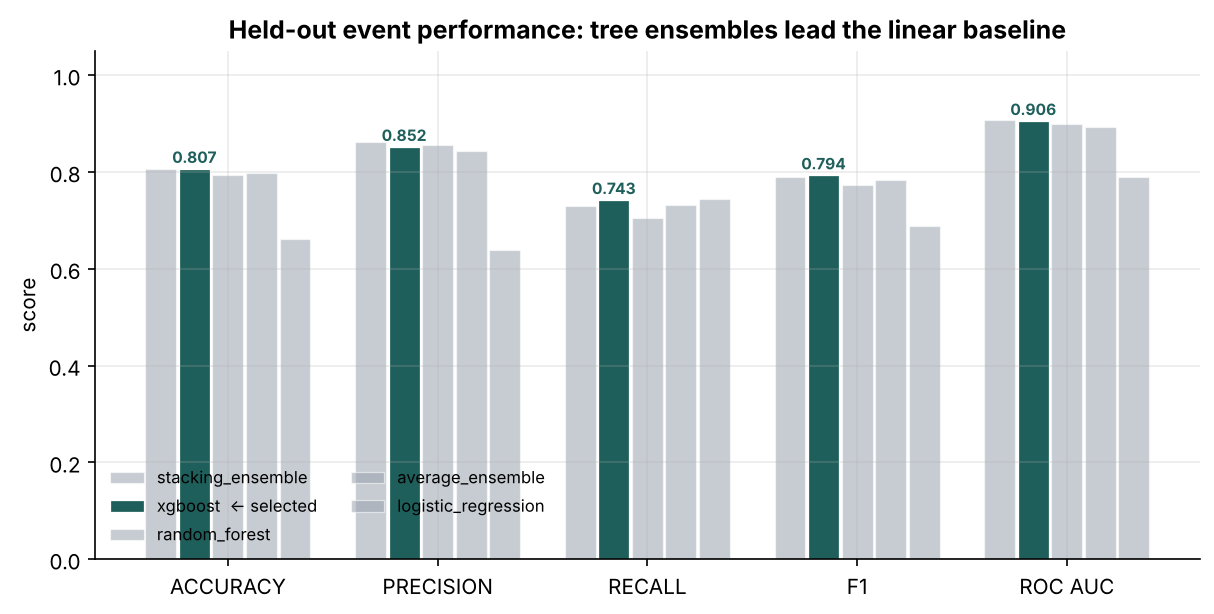 Held-out event performance: tree ensembles lead the linear baseline
score
1.0
0.8
0.6
0.4
0.2
0.0
0.807
0.852
0.743
0.794
0.906
stacking_ensemble
xgboost ← selected
random_forest
average_ensemble
logistic_regression
ACCURACY
PRECISION
RECALL
F1
ROC AUC